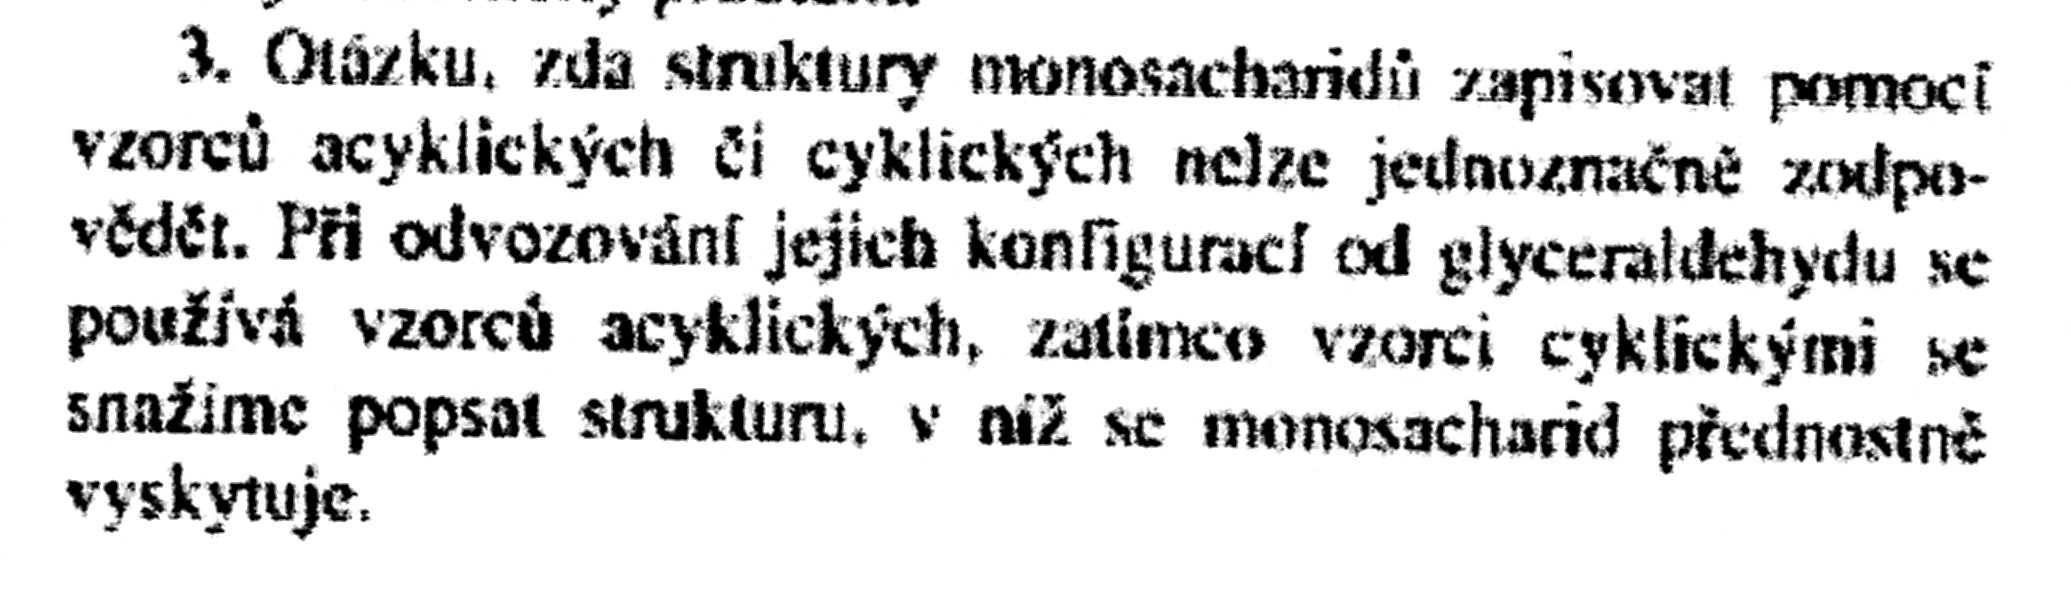 3. Otázku, zda struktury monosacharidů zapisovat pomocí
vzorců acyklických či cyklických nelze jednoznačně zodpo-
vědět. Při odvozování jejich konfigurací od glyceraldehydu se
používá vzorců acyklických, zatímco vzorci cyklickými se
snažíme popsat strukturu, v níž se monosacharid přednostně
vyskytuje.